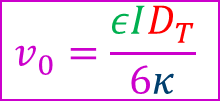 v₀ = ϵID_T / 6κ